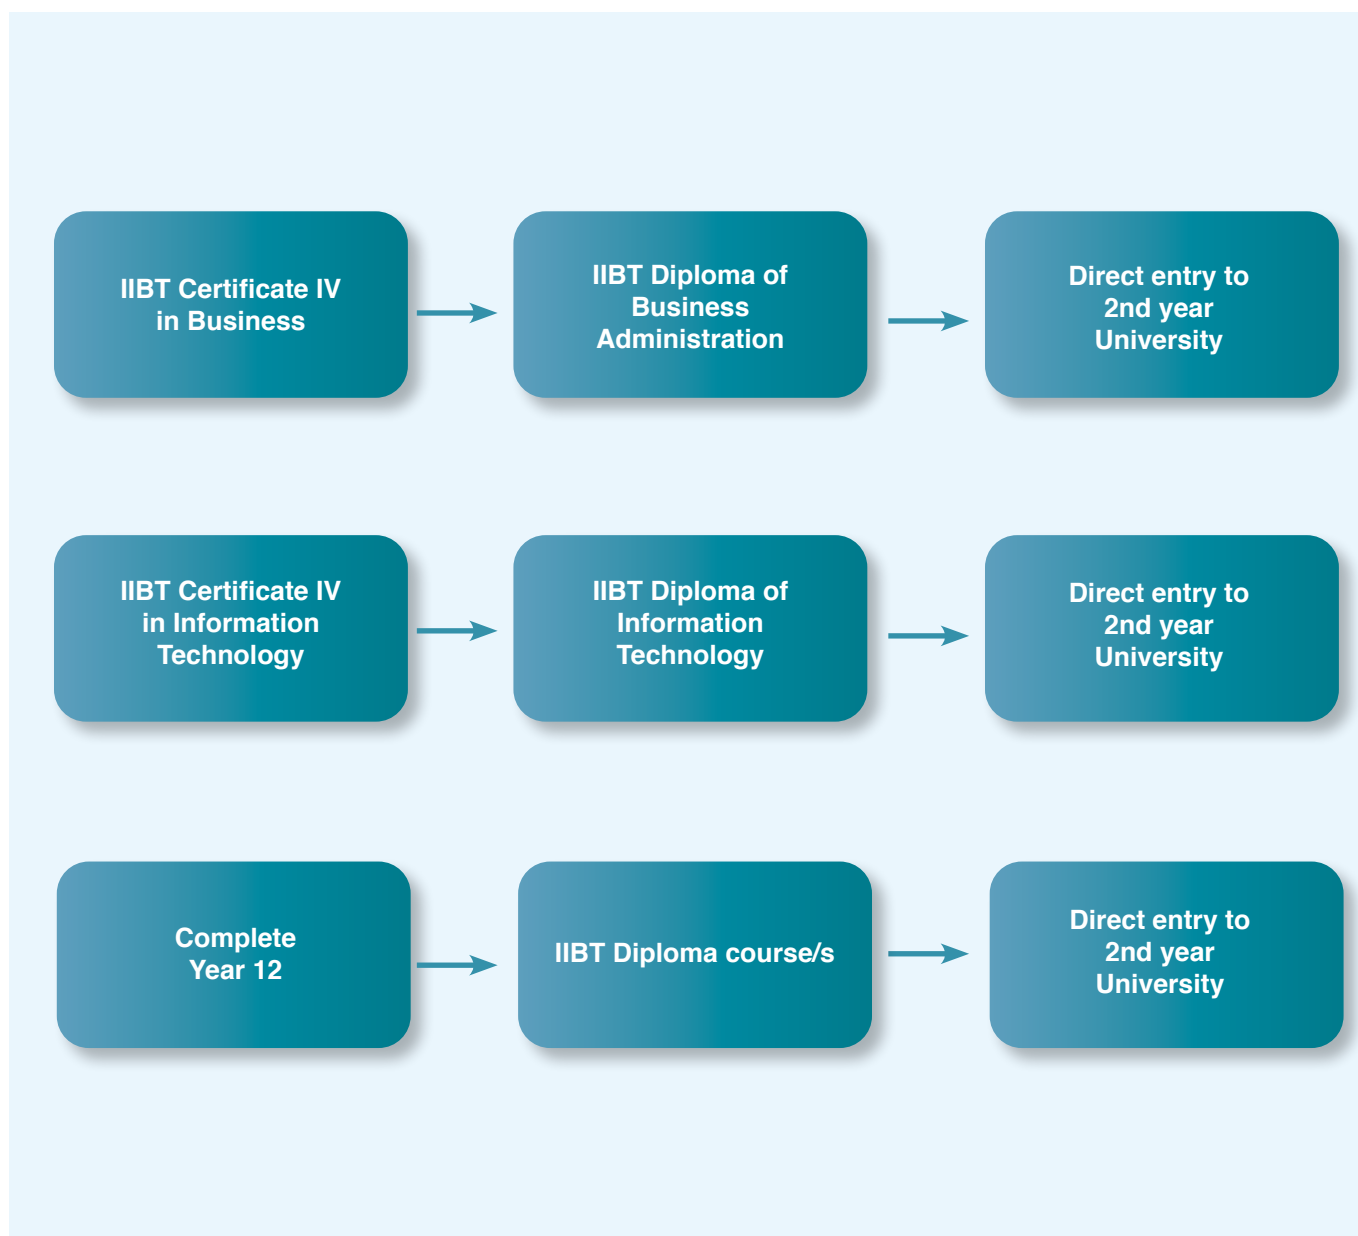 IIBT Certificate IV
in Business
IIBT Diploma of
Business
Administration
Direct entry to
2nd year
University
IIBT Certificate IV
in Information
Technology
IIBT Diploma of
Information
Technology
Direct entry to
2nd year
University
Complete
Year 12
IIBT Diploma course/s
Direct entry to
2nd year
University